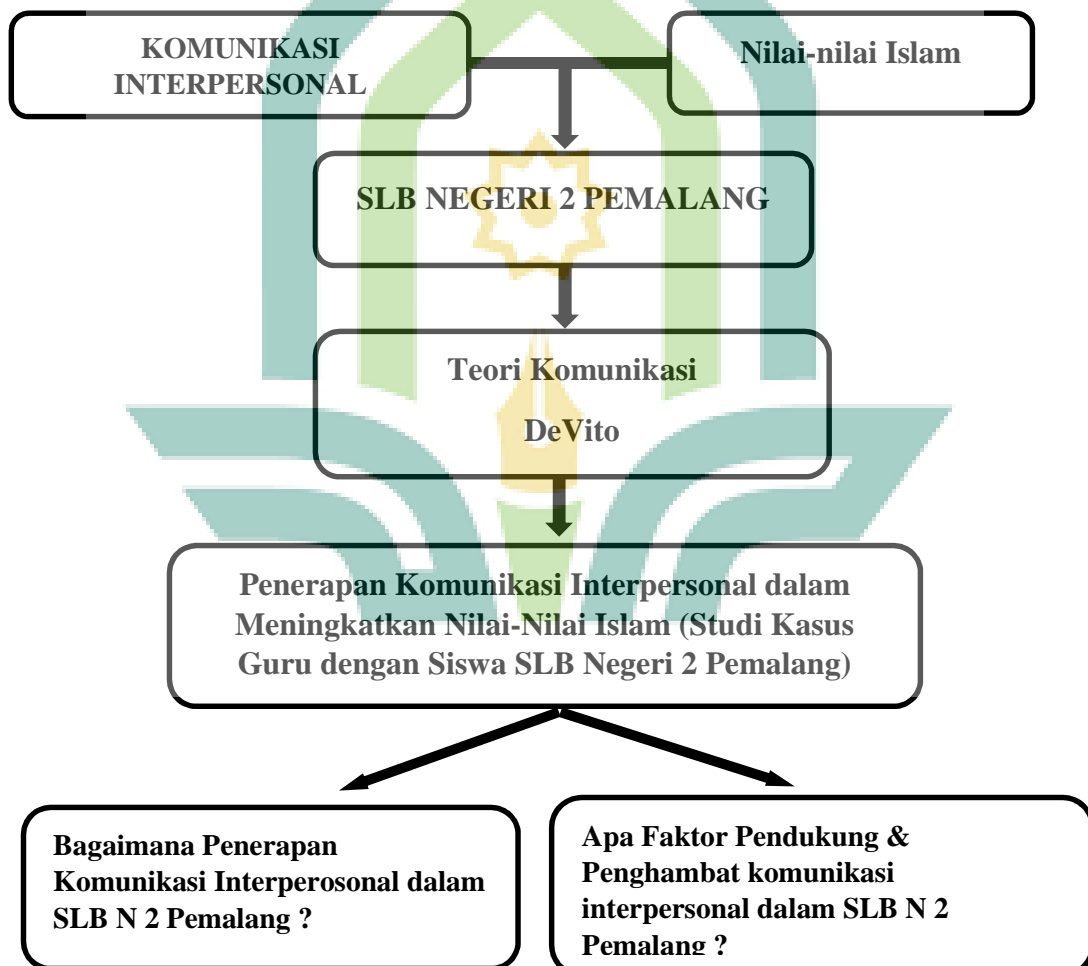 KOMUNIKASI
INTERPERSONAL
Nilai-nilai Islam
SLB NEGERI 2 PEMALANG
Teori Komunikasi
DeVito
Penerapan Komunikasi Interpersonal dalam
Meningkatkan Nilai-Nilai Islam (Studi Kasus
Guru dengan Siswa SLB Negeri 2 Pemalang)
Bagaimana Penerapan
Komunikasi Interperosonal dalam
SLB N 2 Pemalang ?
Apa Faktor Pendukung &
Penghambat komunikasi
interpersonal dalam SLB N 2
Pemalang ?